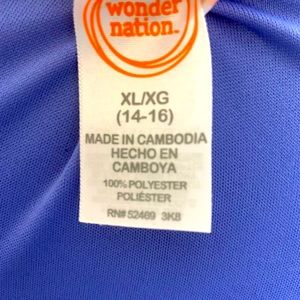 wonder
nation.
XL/XG
(14-16)
MADE IN CAMBODIA
HECHO EN
CAMBOYA
100% POLYESTER
POLIÉSTER
RN# 52469 3KB